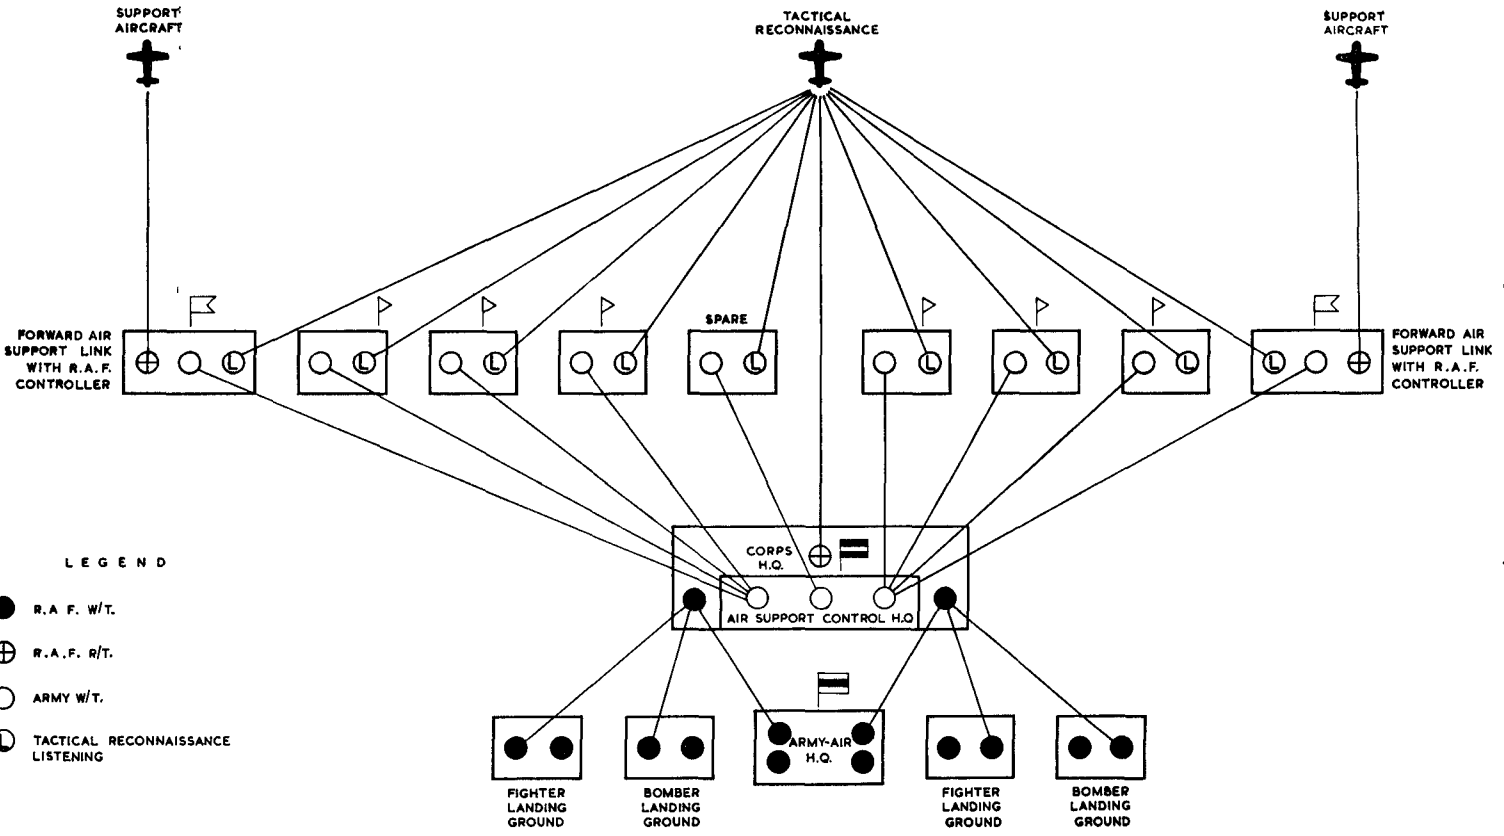 SUPPORT
AIRCRAFT
TACTICAL
RECONNAISSANCE
SUPPORT
AIRCRAFT
FORWARD AIR
SUPPORT LINK
WITH R.A.F.
CONTROLLER
L
L
L
L
SPARE
L
L
L
L
L
FORWARD AIR
SUPPORT LINK
WITH R.A.F.
CONTROLLER
CORPS
H.Q.
AIR SUPPORT CONTROL H.Q
LEGEND
R.A F. W/T.
R.A.F. R/T.
ARMY W/T.
L
TACTICAL RECONNAISSANCE
LISTENING
ARMY-AIR
H.Q.
FIGHTER
LANDING
GROUND
BOMBER
LANDING
GROUND
FIGHTER
LANDING
GROUND
BOMBER
LANDING
GROUND